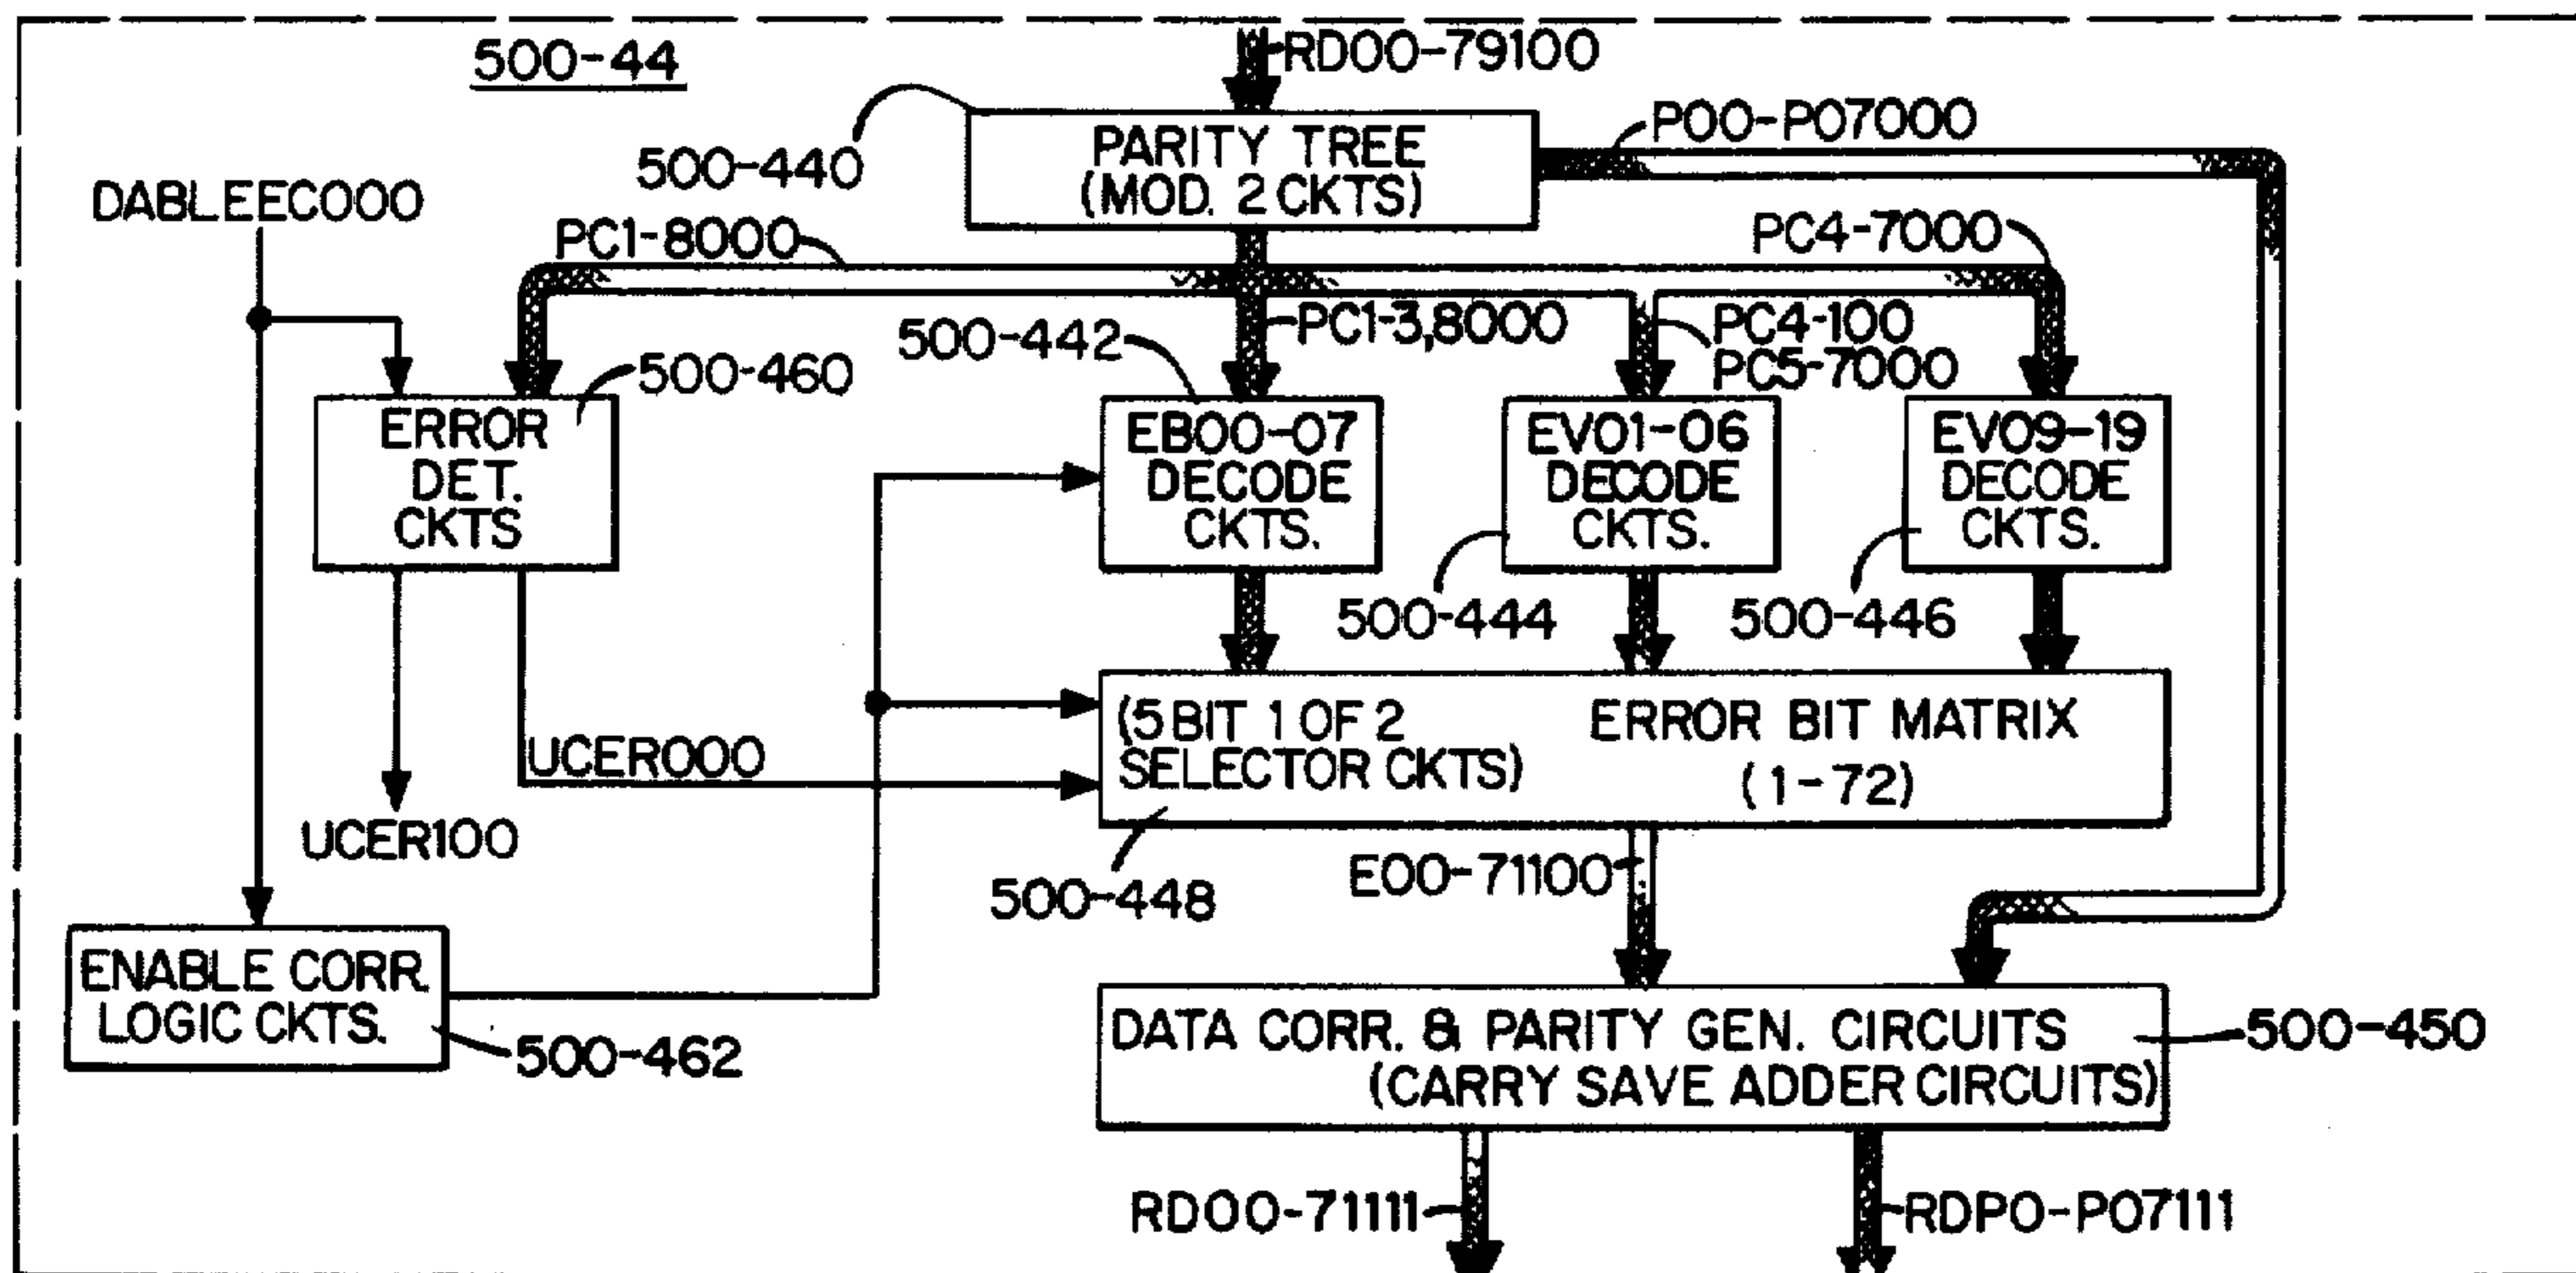 500-44
RD00-79100
P00-P07000
500-440
PARITY TREE
(MOD. 2 CKTS)
DABLEEC000
PC1-8000
PC4-7000
500-442
PC1-3,8000
PC4-100
PC5-7000
500-460
ERROR
DET.
CKTS
EB00-07
DECODE
CKTS.
EV01-06
DECODE
CKTS.
EV09-19
DECODE
CKTS.
500-444
500-446
(5 BIT 1 OF 2
SELECTOR CKTS)
ERROR BIT MATRIX
(1-72)
UCER000
UCER100
500-448
E00-71100
ENABLE CORR.
LOGIC CKTS.
500-462
DATA CORR. & PARITY GEN. CIRCUITS
(CARRY SAVE ADDER CIRCUITS)
500-450
RD00-71111
RDP0-P07111